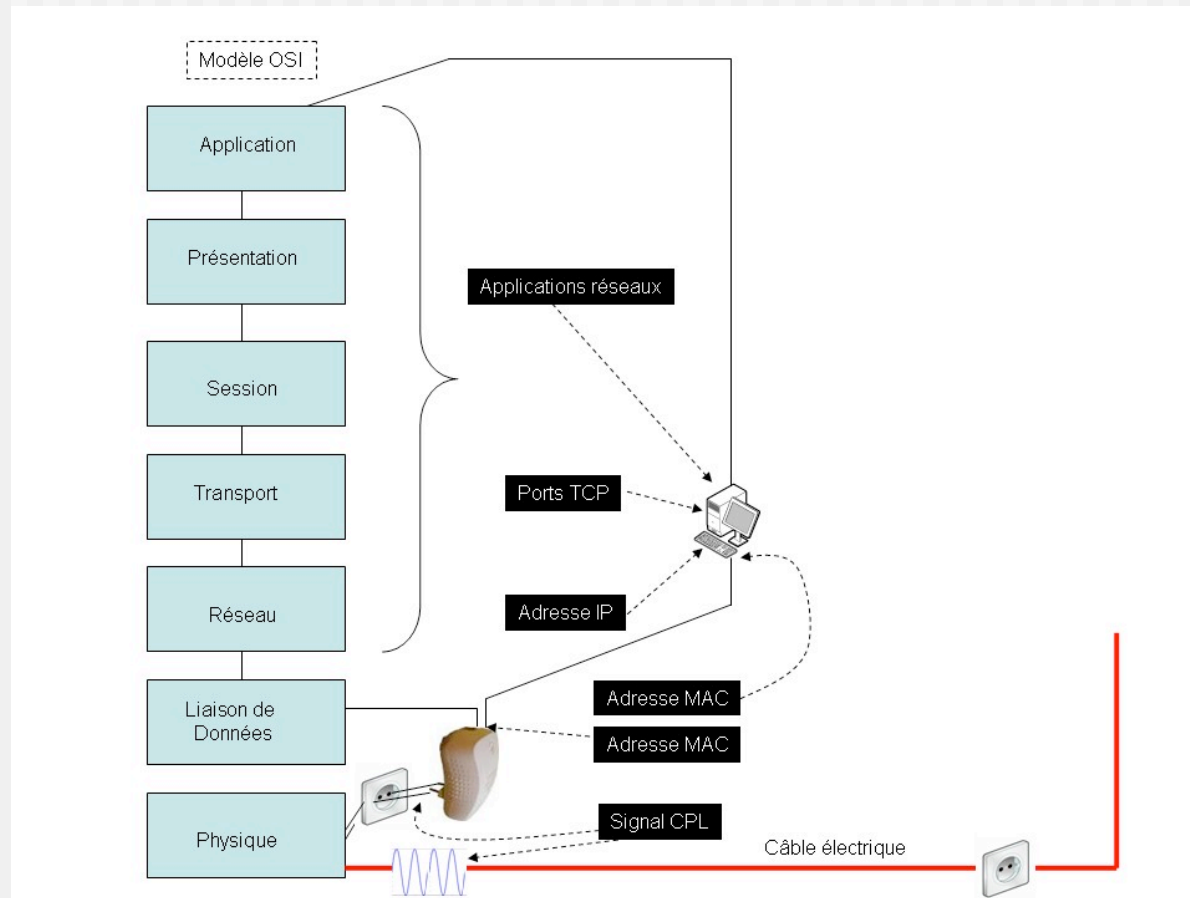 Modèle OSI
Application
Présentation
Applications réseaux
Session
Transport
Ports TCP
Réseau
Adresse IP
Liaison de
Données
Adresse MAC
Adresse MAC
Physique
Signal CPL
Câble électrique